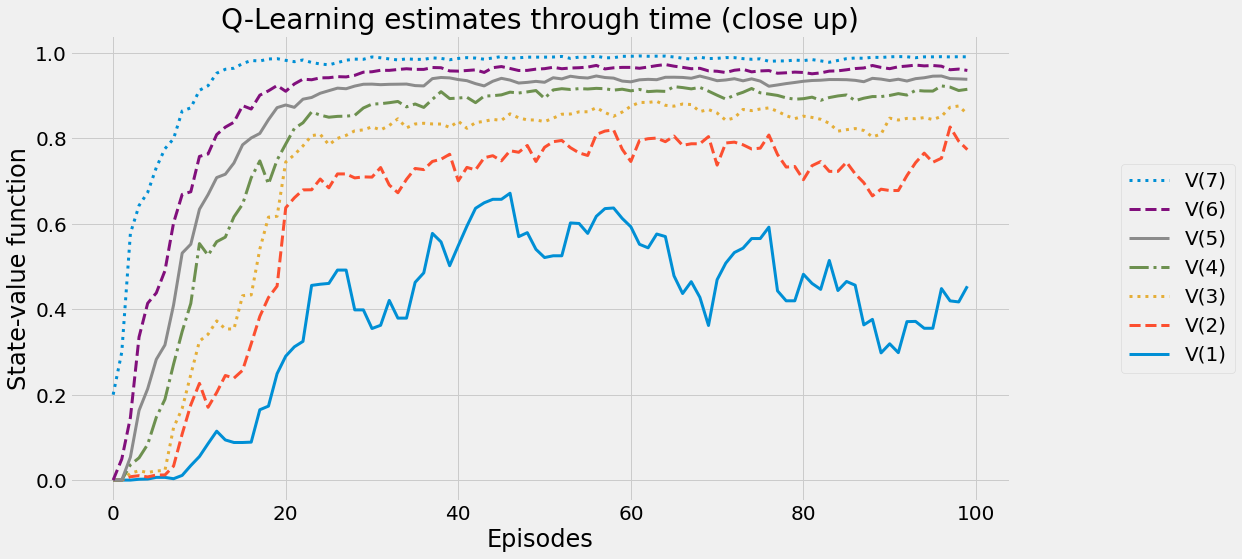 Q-Learning estimates through time (close up)
State-value function
1.0
0.8
0.6
0.4
0.2
0.0
0 20 40 60 80 100
Episodes
V(7)
V(6)
V(5)
V(4)
V(3)
V(2)
V(1)